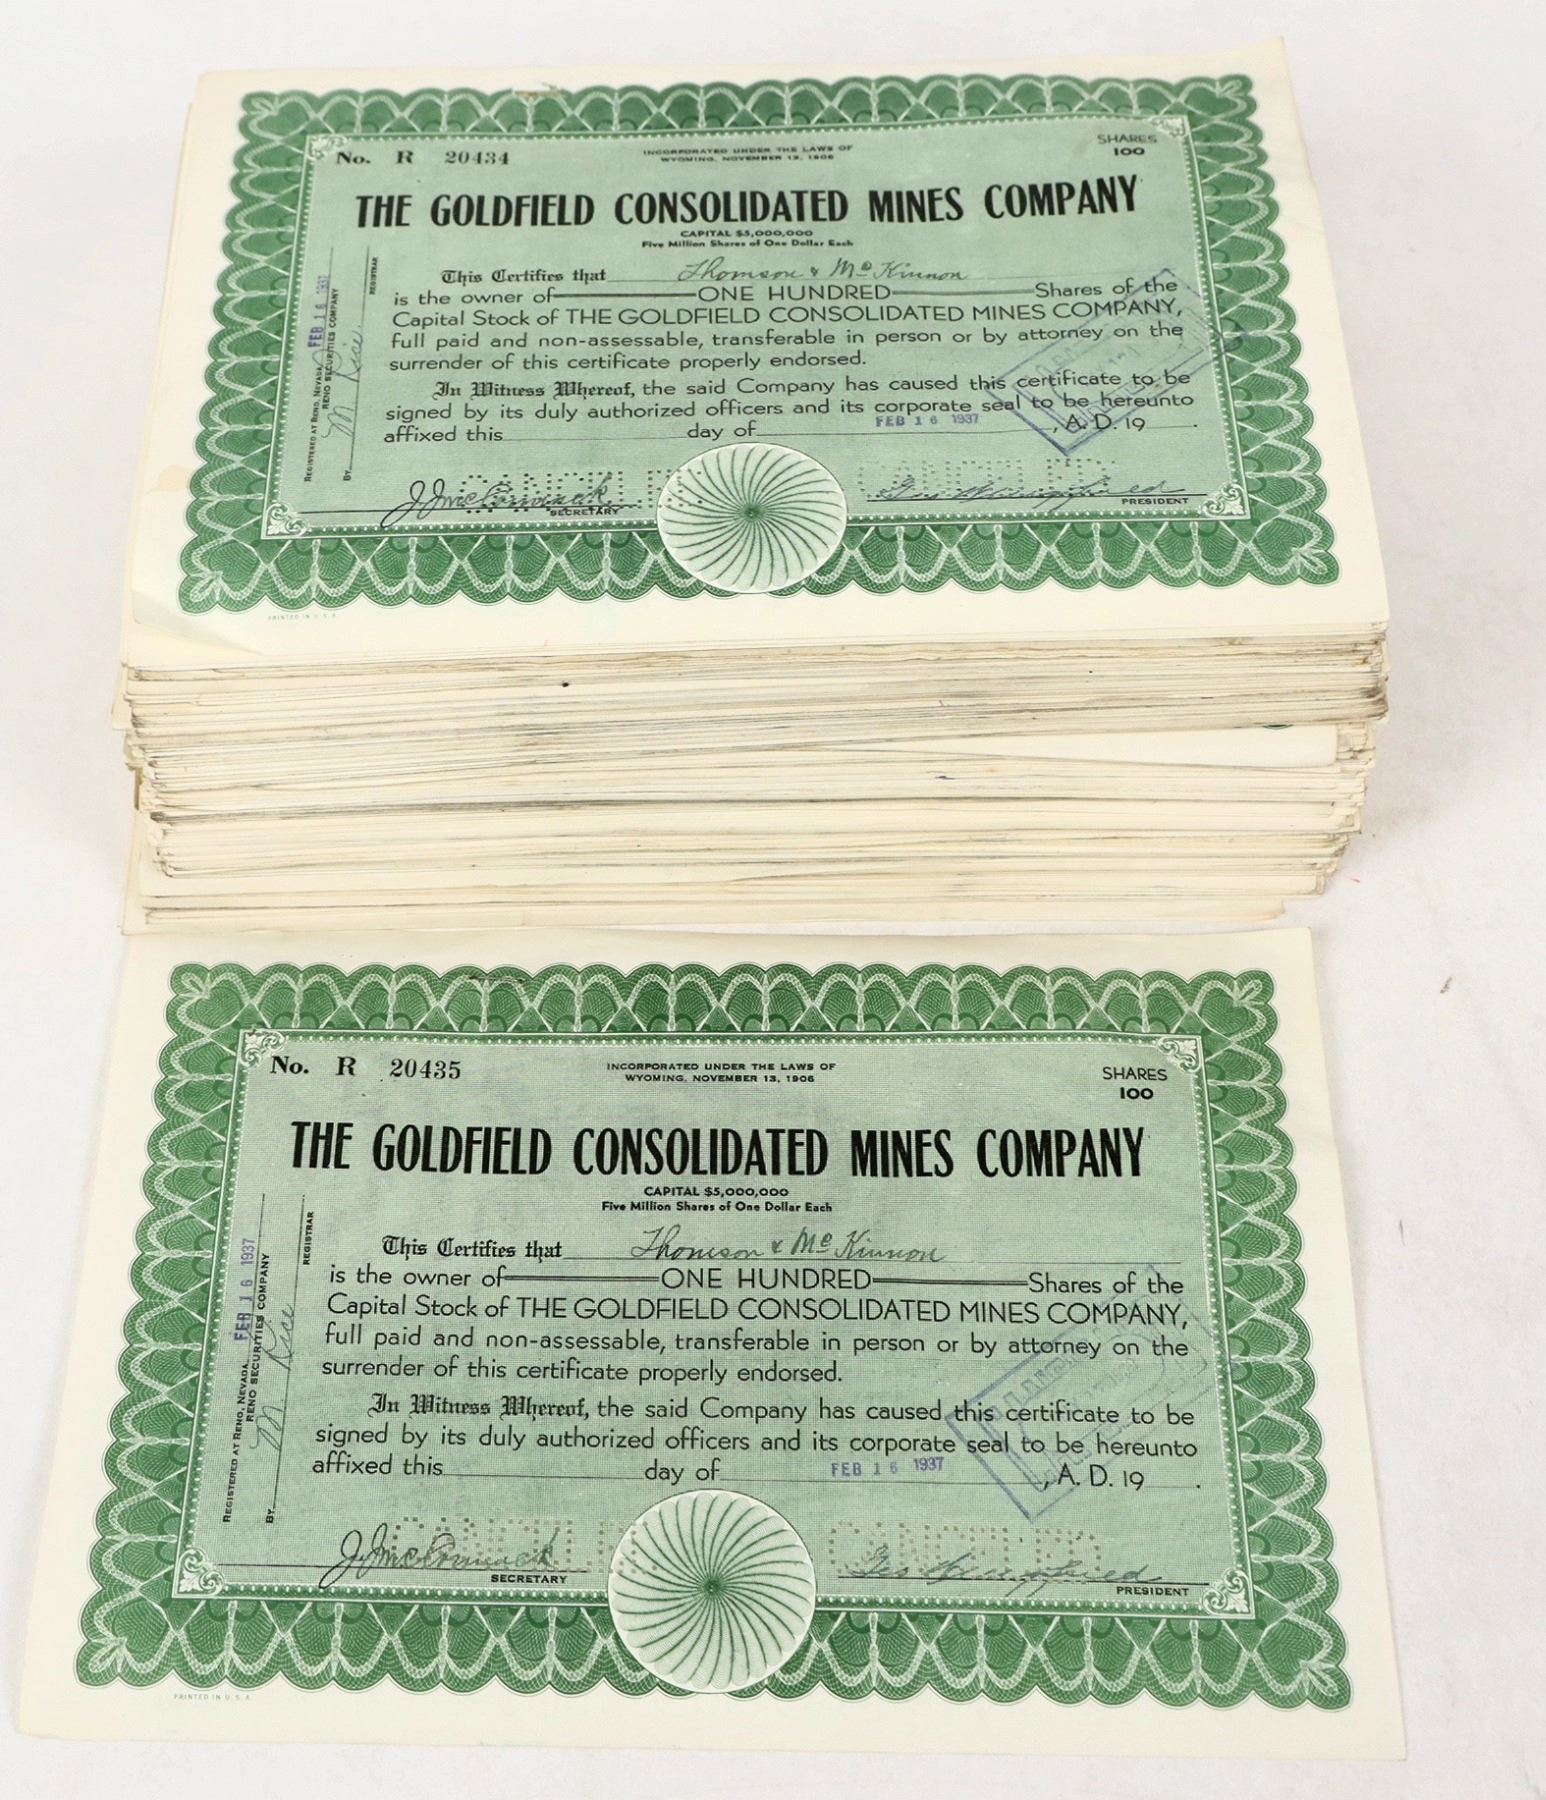 No. R 20434
INCORPORATED UNDER THE LAWS OF
WYOMING, NOVEMBER 13, 1906
SHARES
100
THE GOLDFIELD CONSOLIDATED MINES COMPANY
CAPITAL $5,000,000
Five Million Shares of One Dollar Each
This Certifies that Thomson & McKinnon
is the owner of ONE HUNDRED Shares of the
Capital Stock of THE GOLDFIELD CONSOLIDATED MINES COMPANY,
full paid and non-assessable, transferable in person or by attorney on the
surrender of this certificate properly endorsed.
In Witness Whereof, the said Company has caused this certificate to be
signed by its duly authorized officers and its corporate seal to be hereunto
affixed this day of FEB 16 1937, A. D. 19 .
REGISTERED AT RENO, NEVADA, FEB 16 1937
RENO SECURITIES COMPANY
BY M Rice
REGISTRAR
CANCELED
CANCELED
J J McCormack
SECRETARY
PRESIDENT
PRINTED IN U. S. A.
No. R 20435
INCORPORATED UNDER THE LAWS OF
WYOMING, NOVEMBER 13, 1906
SHARES
100
THE GOLDFIELD CONSOLIDATED MINES COMPANY
CAPITAL $5,000,000
Five Million Shares of One Dollar Each
This Certifies that Thomson & McKinnon
is the owner of ONE HUNDRED Shares of the
Capital Stock of THE GOLDFIELD CONSOLIDATED MINES COMPANY,
full paid and non-assessable, transferable in person or by attorney on the
surrender of this certificate properly endorsed.
In Witness Whereof, the said Company has caused this certificate to be
signed by its duly authorized officers and its corporate seal to be hereunto
affixed this day of FEB 16 1937, A. D. 19 .
REGISTERED AT RENO, NEVADA, FEB 16 1937
RENO SECURITIES COMPANY
BY M Rice
REGISTRAR
CANCELED
CANCELED
J J McCormack
SECRETARY
PRESIDENT
PRINTED IN U. S. A.